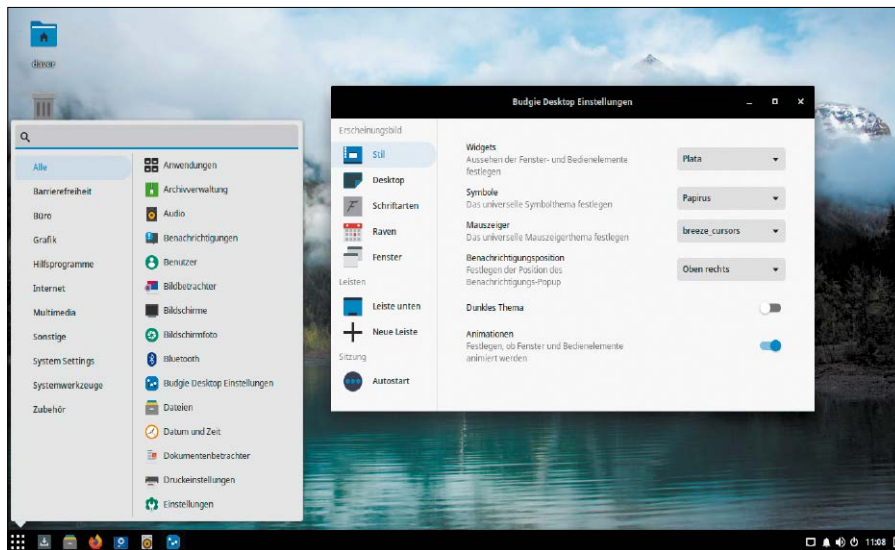 Budgie Desktop Einstellungen
Erscheinungsbild
Stil
Desktop
Schriftarten
Raven
Fenster
Leisten
Leiste unten
Neue Leiste
Sitzung
Autostart
Widgets
Aussehen der Fenster- und Bedienelemente
festlegen
Plata
Symbole
Das universelle Symbolthema festlegen
Papirus
Mauszeiger
Das universelle Mauszeigerthema festlegen
breeze_cursors
Benachrichtigungsposition
Festlegen der Position des
Benachrichtigungs-Popup
Oben rechts
Dunkles Thema
Animationen
Festlegen, ob Fenster und Bedienelemente
animiert werden
Alle
Barrierefreiheit
Büro
Grafik
Hilfsprogramme
Internet
Multimedia
Sonstige
System Settings
Systemwerkzeuge
Zubehör
Anwendungen
Archivverwaltung
Audio
Benachrichtigungen
Benutzer
Bildbetrachter
Bildschirme
Bildschirmfoto
Bluetooth
Budgie Desktop Einstellungen
Dateien
Datum und Zeit
Dokumentenbetrachter
Druckeinstellungen
Einstellungen
11:08